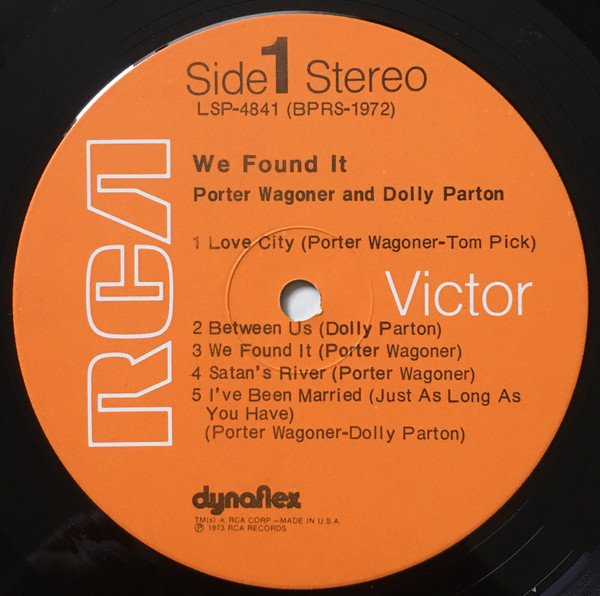 Side 1 Stereo
LSP-4841 (BPRS-1972)
We Found It
Porter Wagoner and Dolly Parton
1 Love City (Porter Wagoner-Tom Pick)
RCA
Victor
2 Between Us (Dolly Parton)
3 We Found It (Porter Wagoner)
4 Satan's River (Porter Wagoner)
5 I've Been Married (Just As Long As
You Have)
(Porter Wagoner-Dolly Parton)
dynaflex
TM(s) ® RCA CORP.—MADE IN U.S.A.
℗ 1973 RCA RECORDS